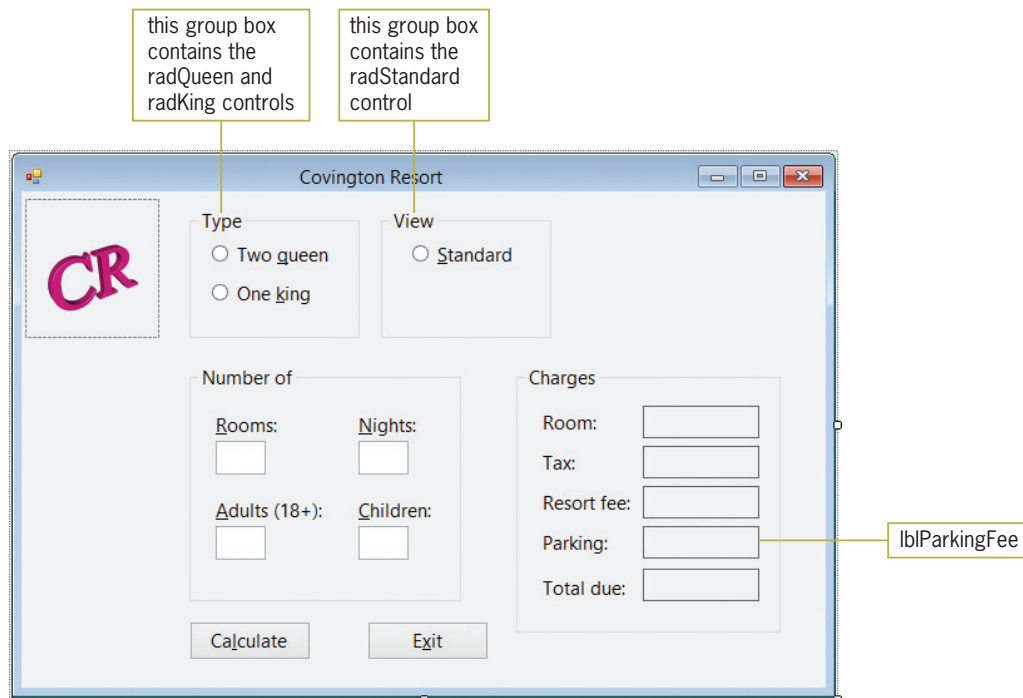 this group box
contains the
radQueen and
radKing controls
this group box
contains the
radStandard
control
Covington Resort
CR
Type
Two queen
One king
View
Standard
Number of
Rooms:
Nights:
Adults (18+):
Children:
Charges
Room:
Tax:
Resort fee:
Parking:
Total due:
lblParkingFee
Calculate
Exit